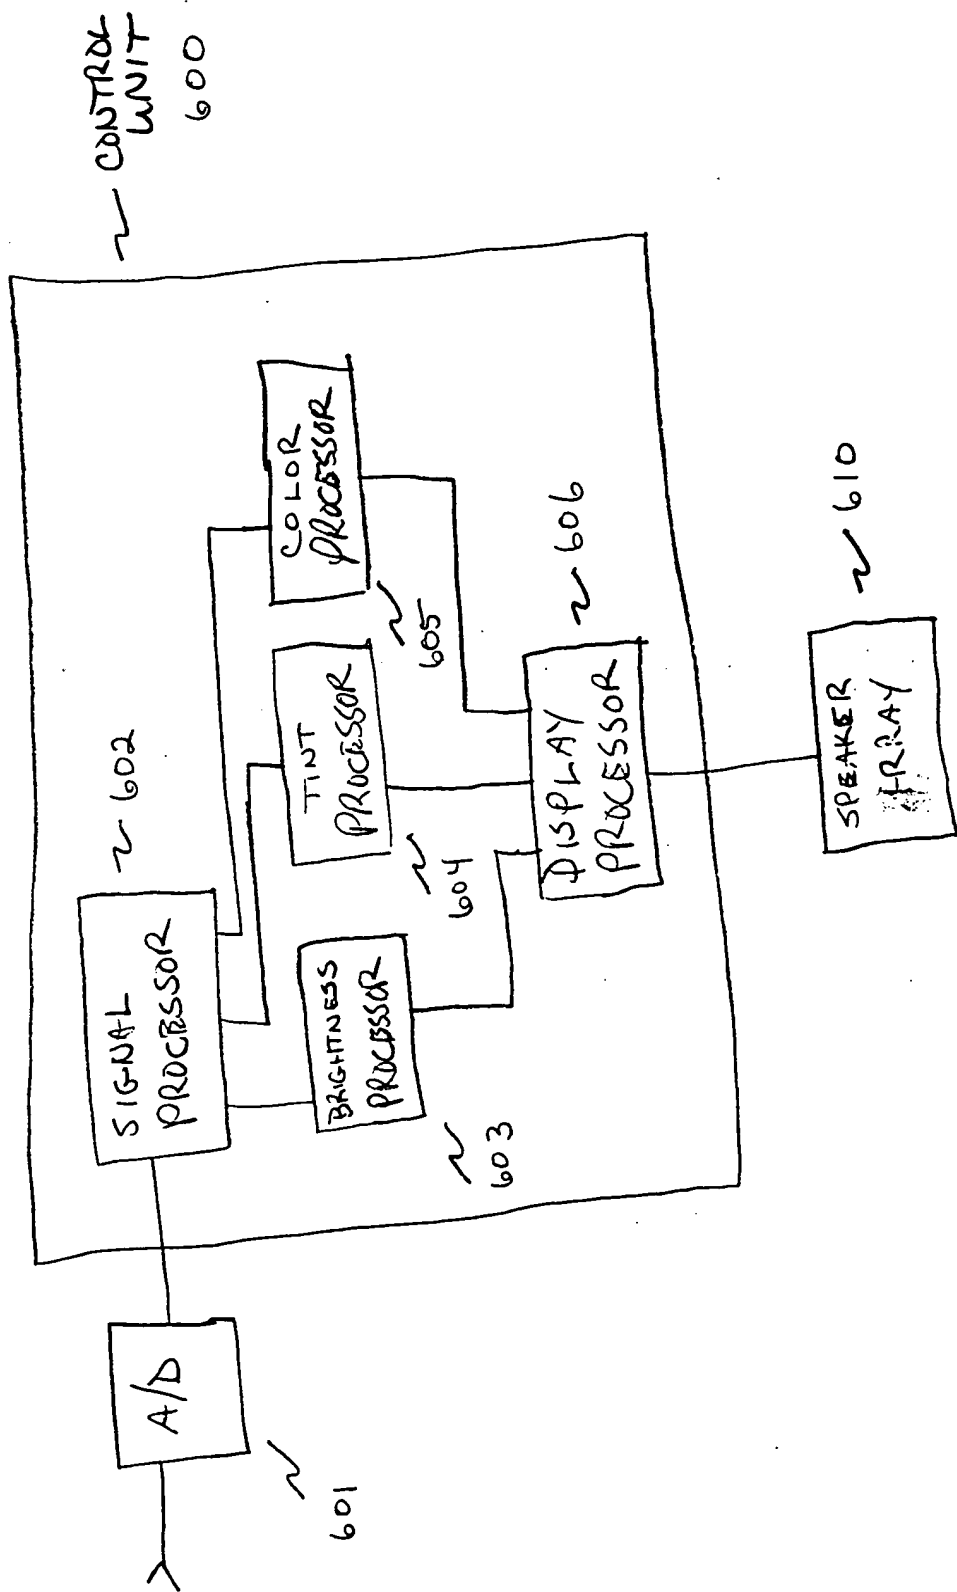 CONTROL
UNIT
600
SIGNAL
PROCESSOR
602
A/D
601
BRIGHTNESS
PROCESSOR
603
TINT
PROCESSOR
604
COLOR
PROCESSOR
605
DISPLAY
PROCESSOR
606
SPEAKER
ARRAY
610